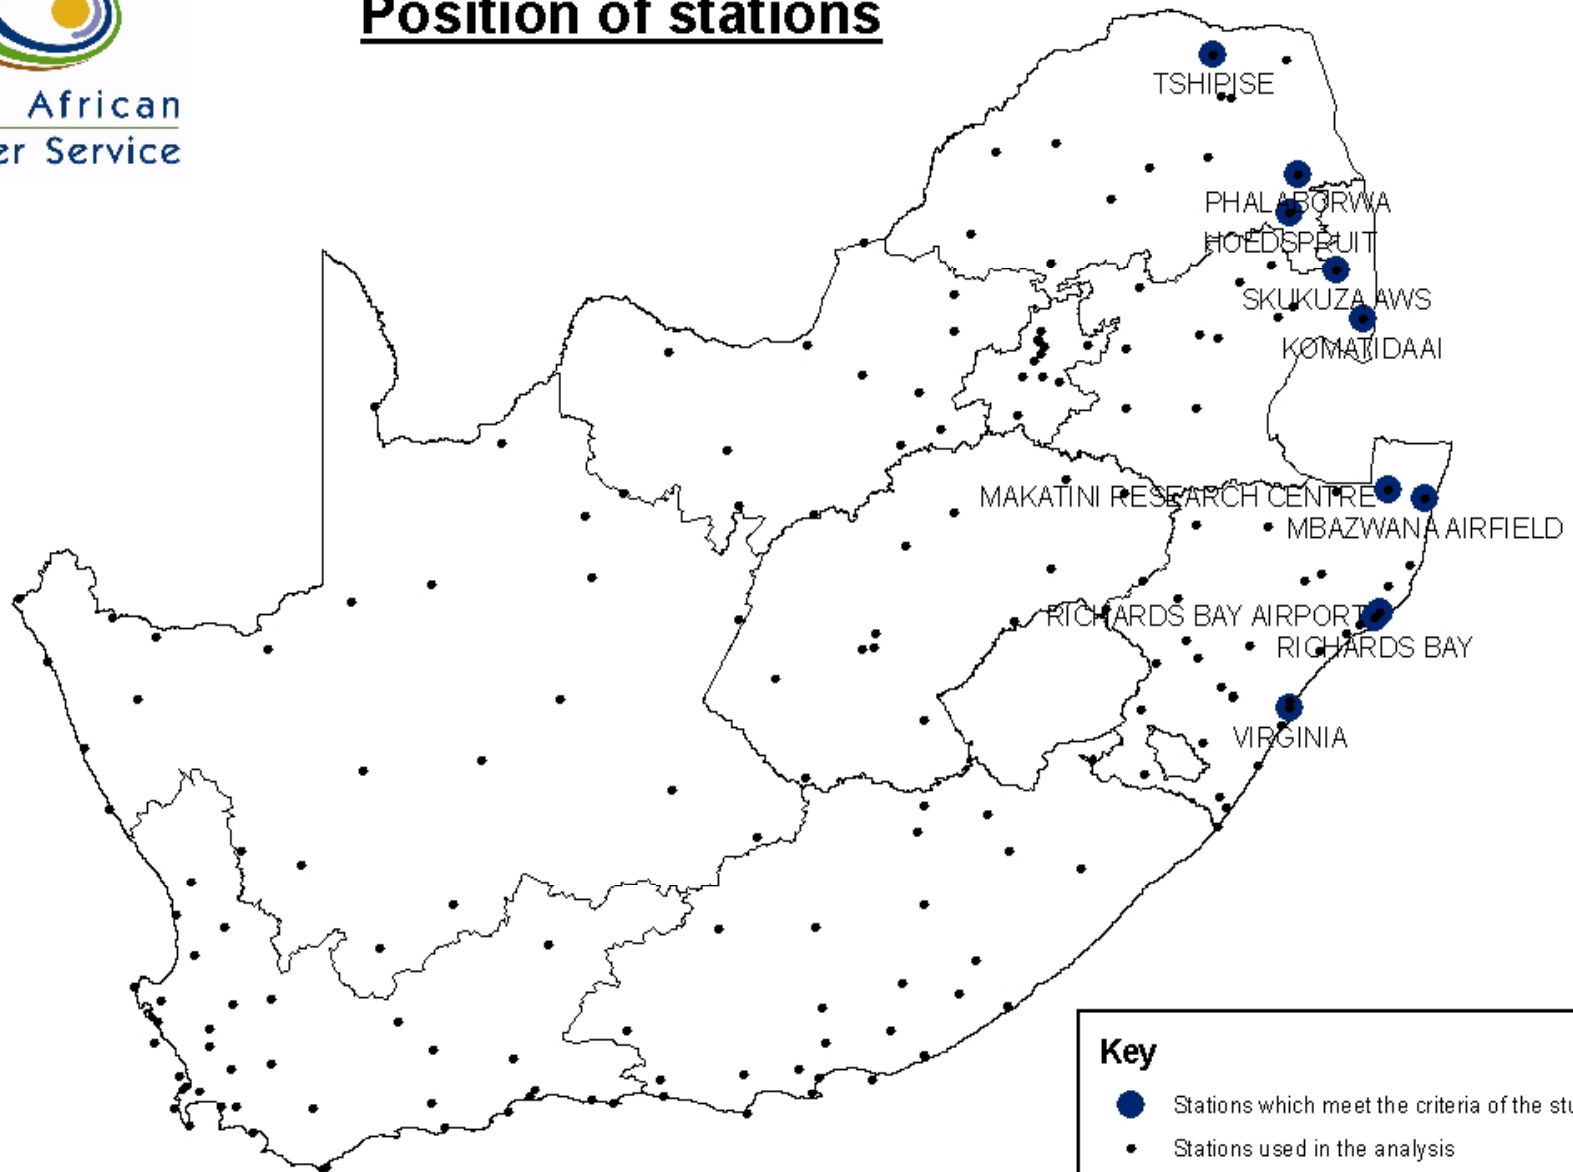 Position of stations
African
er Service
TSHIPISE
PHALABORWA
HOEDSPRUIT
SKUKUZA AWS
KOMATIDAAI
MAKATINI RESEARCH CENTRE
MBAZWANA AIRFIELD
RICHARDS BAY AIRPORT
RICHARDS BAY
VIRGINIA
Key
Stations which meet the criteria of the stu
Stations used in the analysis